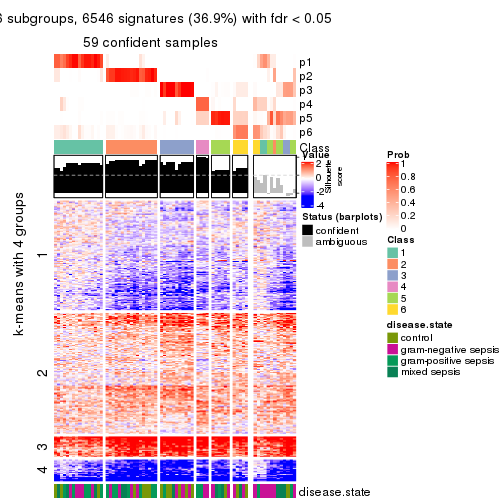 6 subgroups, 6546 signatures (36.9%) with fdr < 0.05
59 confident samples
p1
p2
p3
p4
p5
p6
Class
Silhouette
score
k-means with 4 groups
1
2
3
4
disease.state
Value
2
0
-2
-4
Status (barplots)
confident
ambiguous
Prob
1
0.8
0.6
0.4
0.2
0
Class
1
2
3
4
5
6
disease.state
control
gram-negative sepsis
gram-positive sepsis
mixed sepsis